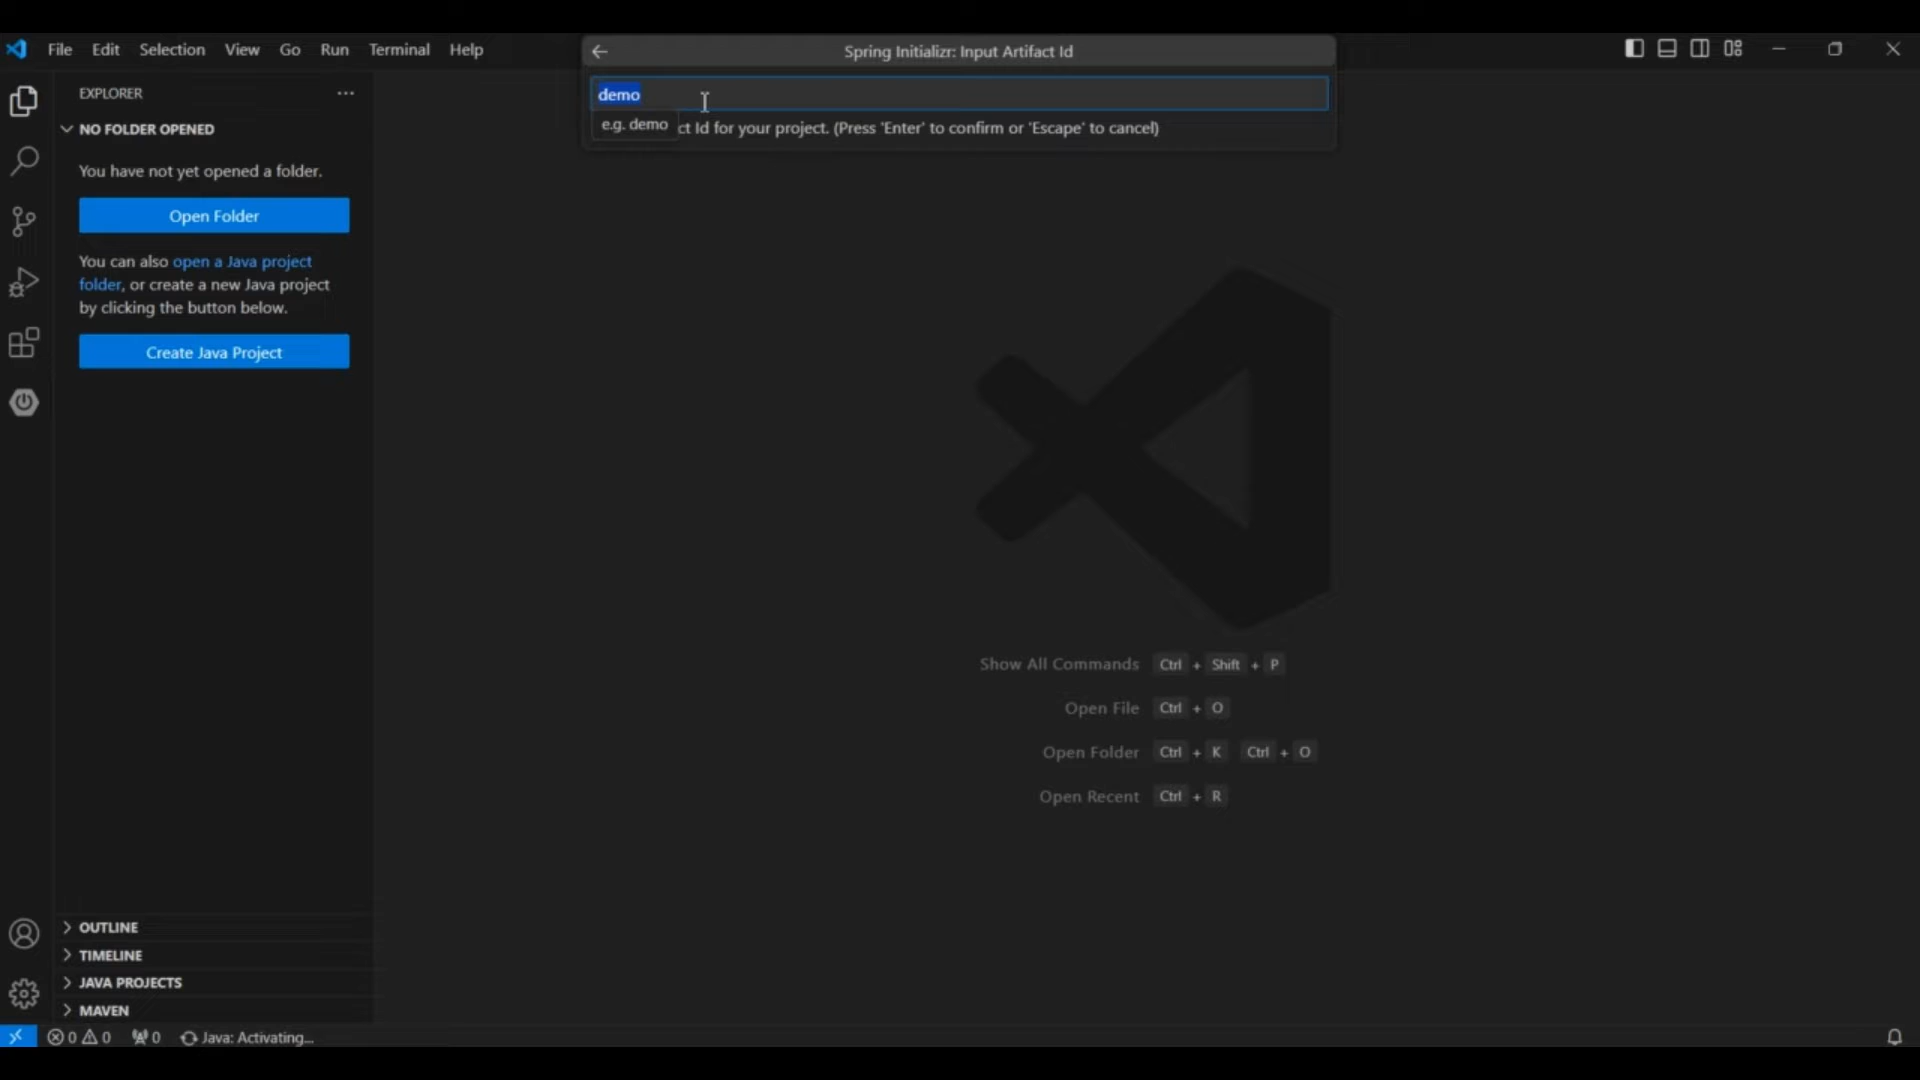 File Edit Selection View Go Run Terminal Help
Spring Initializr: Input Artifact Id
demo
e.g. demo
ct Id for your project. (Press 'Enter' to confirm or 'Escape' to cancel)
EXPLORER
NO FOLDER OPENED
You have not yet opened a folder.
Open Folder
You can also open a Java project
folder, or create a new Java project
by clicking the button below.
Create Java Project
Show All Commands Ctrl + Shift + P
Open File Ctrl + O
Open Folder Ctrl + K Ctrl + O
Open Recent Ctrl + R
OUTLINE
TIMELINE
JAVA PROJECTS
MAVEN
0 0 0 Java: Activating...